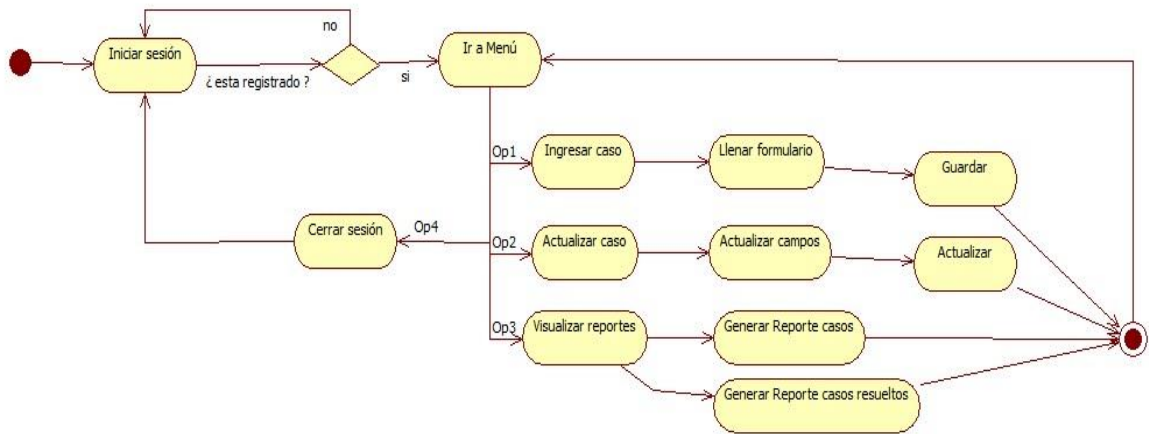 no
Iniciar sesión
Ir a Menú
¿ esta registrado ?
si
Op1
Ingresar caso
Llenar formulario
Guardar
Cerrar sesión
Op4
Op2
Actualizar caso
Actualizar campos
Actualizar
Op3
Visualizar reportes
Generar Reporte casos
Generar Reporte casos resueltos